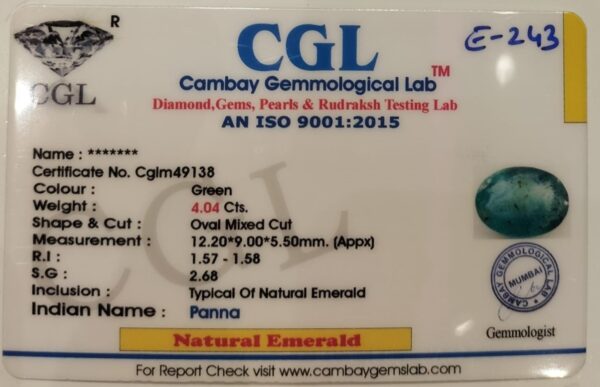 R
CGL
CGL
TM
E-243
Cambay Gemmological Lab
Diamond,Gems, Pearls & Rudraksh Testing Lab
AN ISO 9001:2015
Name : *******
Certificate No. Cglm49138
Colour : Green
Weight : 4.04 Cts.
Shape & Cut : Oval Mixed Cut
Measurement : 12.20*9.00*5.50mm. (Appx)
R.I : 1.57 - 1.58
S.G : 2.68
Inclusion : Typical Of Natural Emerald
Indian Name : Panna
CGL
CAMBAY GEMMOLOGICAL LAB
MUMBAI
Gemmologist
Natural Emerald
For Report Check visit www.cambaygemslab.com